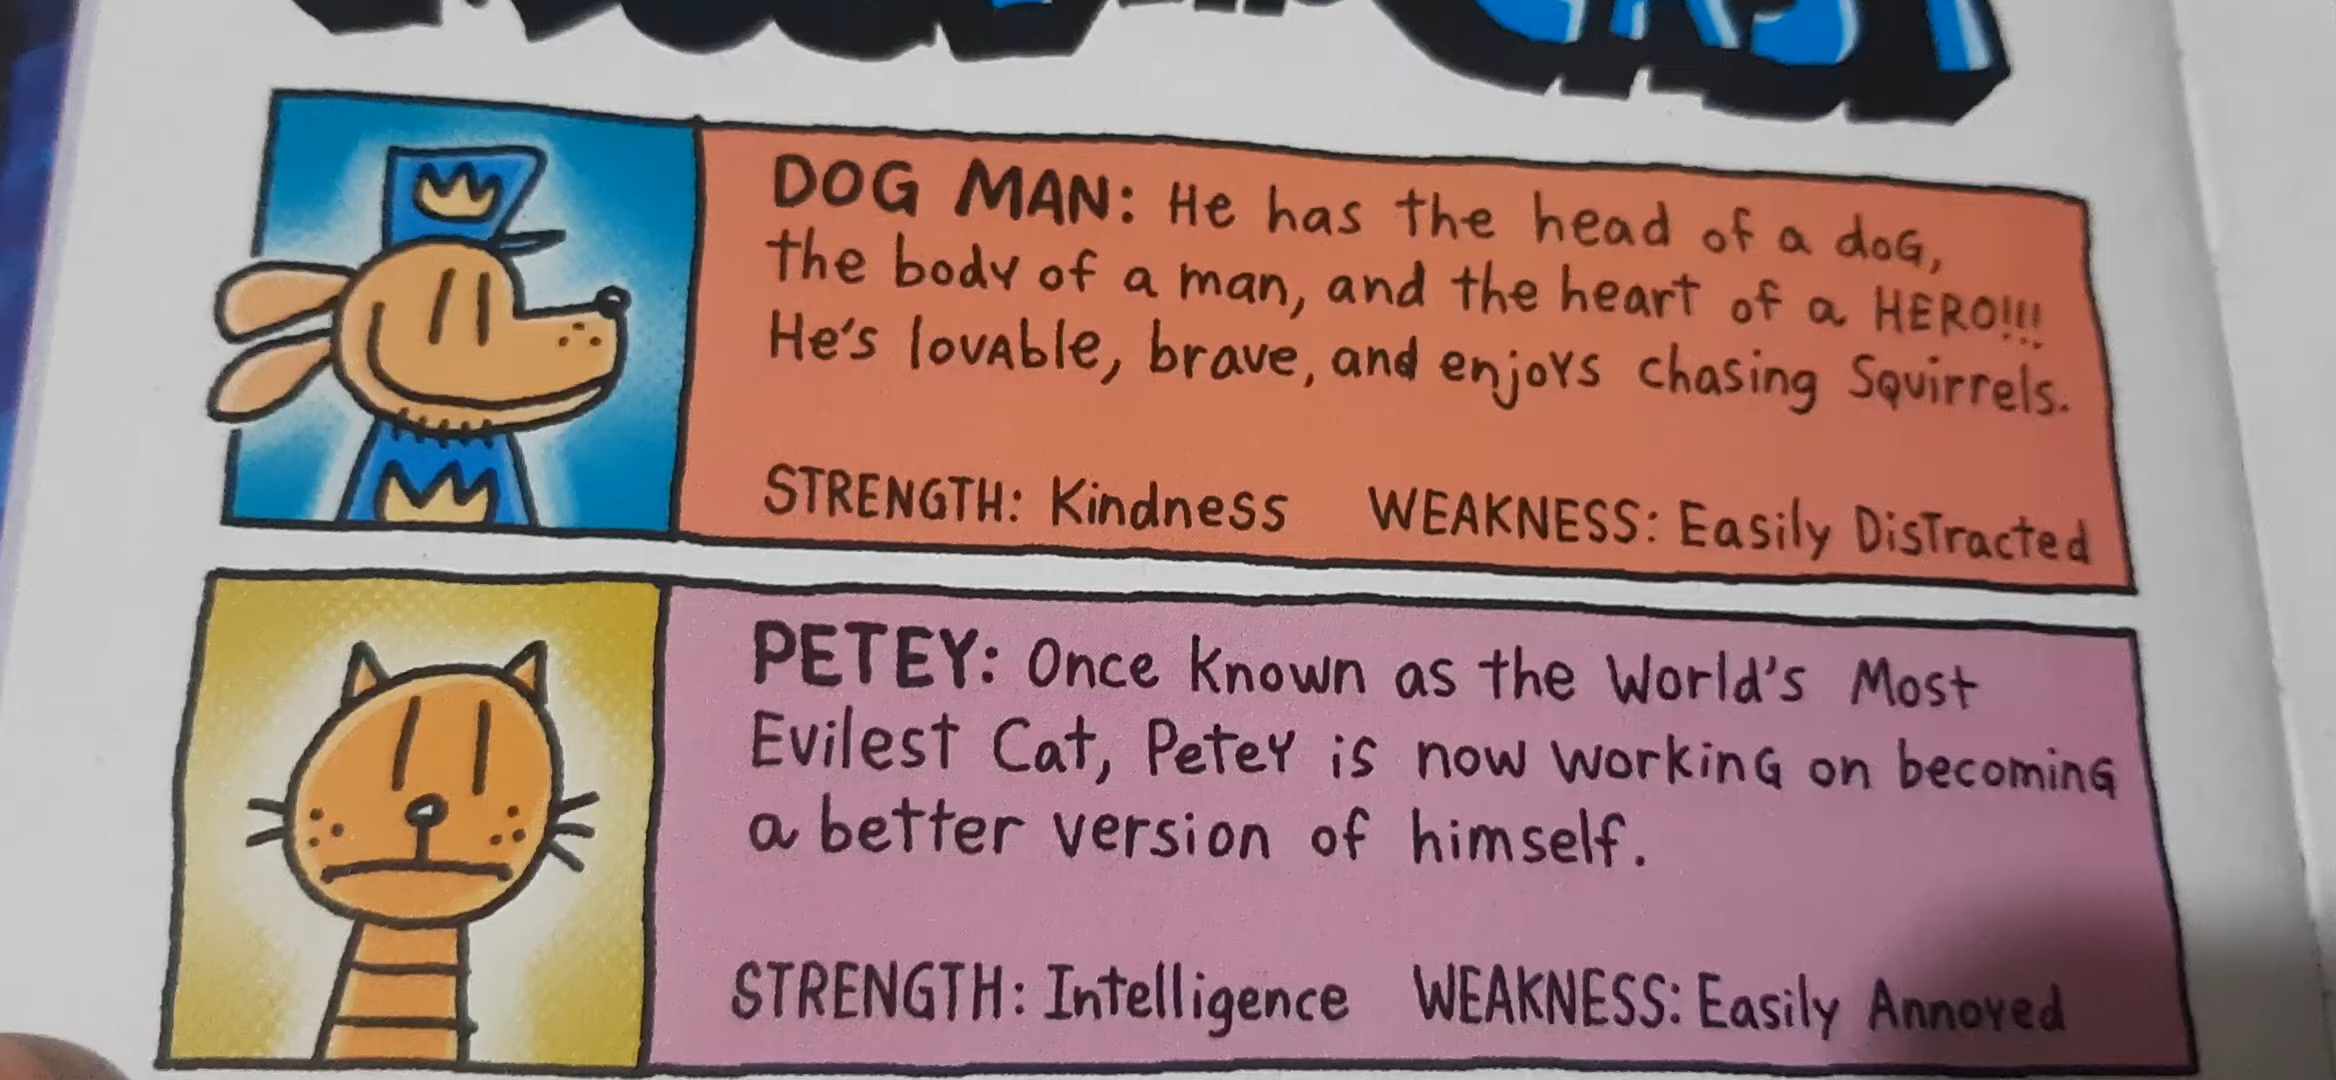 CAST
DOG MAN: He has the head of a doG,
the body of a man, and the heart of a HERO!!!
He's lovAble, brave, and enjoys chasing Squirrels.
STRENGTH: Kindness WEAKNESS: Easily DisTracted
PETEY: Once Known as the World's Most
Evilest Cat, Petey is now workinG on becominG
a better version of himself.
STRENGTH: Intelligence WEAKNESS: Easily Annoyed